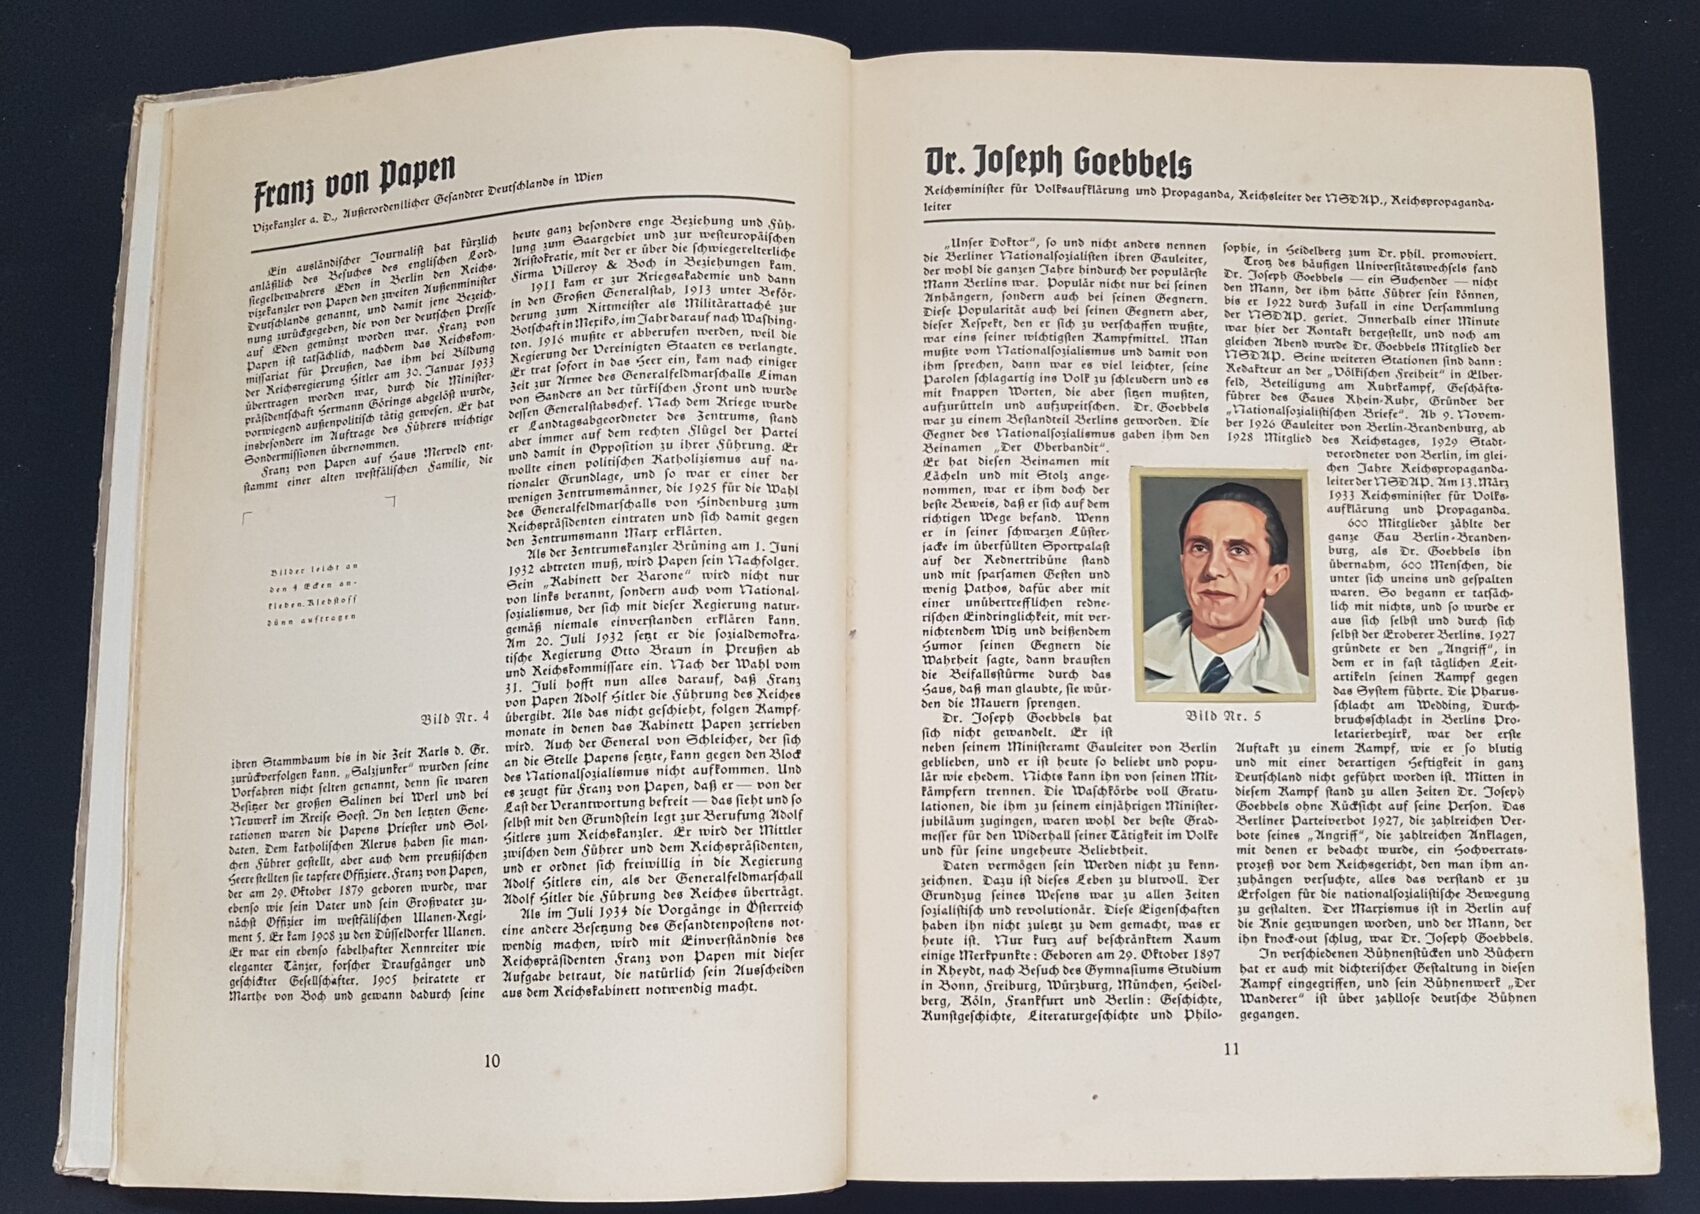 Franz von Papen
Vizekanzler a. D., Außerordentlicher Gesandter Deutschlands in Wien
Ein ausländischer Journalist hat kürzlich
anläßlich des Besuches des englischen Lord-
siegelbewahrers Eden in Berlin den Reichs-
vizekanzler von Papen den zweiten Außenminister
Deutschlands genannt, und damit jene Bezeich-
nung zurückgegeben, die von der deutschen Presse
auf Eden gemünzt worden war. Franz von
Papen ist tatsächlich, nachdem das Reichskom-
missariat für Preußen, das ihm bei Bildung
der Reichsregierung Hitler am 30. Januar 1933
übertragen worden war, durch die Minister-
präsidentschaft Hermann Görings abgelöst wurde,
vorwiegend außenpolitisch tätig gewesen. Er hat
insbesondere im Auftrage des Führers wichtige
Sondermissionen übernommen.
Franz von Papen auf Haus Merveld ent-
stammt einer alten westfälischen Familie, die
Bilder leicht an
den 4 Ecken an-
kleben. Klebstoff
dünn auftragen
Bild Nr. 4
ihren Stammbaum bis in die Zeit Karls d. Gr.
zurückverfolgen kann. „Salzjunker“ wurden seine
Vorfahren nicht selten genannt, denn sie waren
Besitzer der großen Salinen bei Werl und bei
Neuwerk im Kreise Soest. In den letzten Gene-
rationen waren die Papens Priester und Sol-
daten. Dem katholischen Klerus haben sie man-
chen Führer gestellt, aber auch dem preußischen
Heere stellten sie tapfere Offiziere. Franz von Papen,
der am 29. Oktober 1879 geboren wurde, war
ebenso wie sein Vater und sein Großvater zu-
nächst Offizier im westfälischen Ulanen-Regi-
ment 5. Er kam 1908 zu den Düsseldorfer Ulanen.
Er war ein ebenso fabelhafter Rennreiter wie
eleganter Tänzer, forscher Draufgänger und
geschickter Gesellschafter. 1905 heiratete er
Marthe von Boch und gewann dadurch seine
heute ganz besonders enge Beziehung und Füh-
lung zum Saargebiet und zur westeuropäischen
Aristokratie, mit der er über die schwiegerelterliche
Firma Villeroy & Boch in Beziehungen kam.
1911 kam er zur Kriegsakademie und dann
in den Großen Generalstab, 1913 unter Beför-
derung zum Rittmeister als Militärattaché zur
Botschaft in Mexiko, im Jahr darauf nach Washing-
ton. 1916 mußte er abberufen werden, weil die
Regierung der Vereinigten Staaten es verlangte.
Er trat sofort in das Heer ein, kam nach einiger
Zeit zur Armee des Generalfeldmarschalls Liman
von Sanders an der türkischen Front und wurde
dessen Generalstabschef. Nach dem Kriege wurde
er Landtagsabgeordneter des Zentrums, stand
aber immer auf dem rechten Flügel der Partei
und damit in Opposition zu ihrer Führung. Er
wollte einen politischen Katholizismus auf na-
tionaler Grundlage, und so war er einer der
wenigen Zentrumsmänner, die 1925 für die Wahl
des Generalfeldmarschalls von Hindenburg zum
Reichspräsidenten eintraten und sich damit gegen
den Zentrumsmann Marx erklärten.
Als der Zentrumskanzler Brüning am 1. Juni
1932 abtreten muß, wird Papen sein Nachfolger.
Sein „Kabinett der Barone“ wird nicht nur
von links berannt, sondern auch vom National-
sozialismus, der sich mit dieser Regierung natur-
gemäß niemals einverstanden erklären kann.
Am 20. Juli 1932 setzt er die sozialdemokra-
tische Regierung Otto Braun in Preußen ab
und Reichskommissare ein. Nach der Wahl vom
31. Juli hofft nun alles darauf, daß Franz
von Papen Adolf Hitler die Führung des Reiches
übergibt. Als das nicht geschieht, folgen Kampf-
monate in denen das Kabinett Papen zerrieben
wird. Auch der General von Schleicher, der sich
an die Stelle Papens setzte, kann gegen den Block
des Nationalsozialismus nicht aufkommen. Und
es zeugt für Franz von Papen, daß er — von der
Last der Verantwortung befreit — das sieht und so
selbst mit den Grundstein legt zur Berufung Adolf
Hitlers zum Reichskanzler. Er wird der Mittler
zwischen dem Führer und dem Reichspräsidenten,
und er ordnet sich freiwillig in die Regierung
Adolf Hitlers ein, als der Generalfeldmarschall
Adolf Hitler die Führung des Reiches überträgt.
Als im Juli 1934 die Vorgänge in Österreich
eine andere Besetzung des Gesandtenpostens not-
wendig machen, wird mit Einverständnis des
Reichspräsidenten Franz von Papen mit dieser
Aufgabe betraut, die natürlich sein Ausscheiden
aus dem Reichskabinett notwendig macht.
10
Dr. Joseph Goebbels
Reichsminister für Volksaufklärung und Propaganda, Reichsleiter der NSDAP., Reichspropaganda-
leiter
„Unser Doktor“, so und nicht anders nennen
die Berliner Nationalsozialisten ihren Gauleiter,
der wohl die ganzen Jahre hindurch der populärste
Mann Berlins war. Populär nicht nur bei seinen
Anhängern, sondern auch bei seinen Gegnern.
Diese Popularität auch bei seinen Gegnern aber,
dieser Respekt, den er sich zu verschaffen wußte,
war eins seiner wichtigsten Kampfmittel. Man
mußte vom Nationalsozialismus und damit von
ihm sprechen, dann war es viel leichter, seine
Parolen schlagartig ins Volk zu schleudern und es
mit knappen Worten, die aber sitzen mußten,
aufzurütteln und aufzupeitschen. Dr. Goebbels
war zu einem Bestandteil Berlins geworden. Die
Gegner des Nationalsozialismus gaben ihm den
Beinamen „Der Oberbandit“.
Er hat diesen Beinamen mit
Lächeln und mit Stolz ange-
nommen, war er ihm doch der
beste Beweis, daß er sich auf dem
richtigen Wege befand. Wenn
er in seiner schwarzen Lüster-
jacke im überfüllten Sportpalast
auf der Rednertribüne stand
und mit sparsamen Gesten und
wenig Pathos, dafür aber mit
einer unübertrefflichen redne-
rischen Eindringlichkeit, mit ver-
nichtendem Witz und beißendem
Humor seinen Gegnern die
Wahrheit sagte, dann brausten
die Beifallsstürme durch das
Haus, daß man glaubte, sie wür-
den die Mauern sprengen.
Dr. Joseph Goebbels hat
sich nicht gewandelt. Er ist
neben seinem Ministeramt Gauleiter von Berlin
geblieben, und er ist heute so beliebt und popu-
lär wie ehedem. Nichts kann ihn von seinen Mit-
kämpfern trennen. Die Waschkörbe voll Gratu-
lationen, die ihm zu seinem einjährigen Minister-
jubiläum zugingen, waren wohl der beste Grad-
messer für den Widerhall seiner Tätigkeit im Volke
und für seine ungeheure Beliebtheit.
Daten vermögen sein Werden nicht zu kenn-
zeichnen. Dazu ist dieses Leben zu blutvoll. Der
Grundzug seines Wesens war zu allen Zeiten
sozialistisch und revolutionär. Diese Eigenschaften
haben ihn nicht zuletzt zu dem gemacht, was er
heute ist. Nur kurz auf beschränktem Raum
einige Merkpunkte: Geboren am 29. Oktober 1897
in Rheydt, nach Besuch des Gymnasiums Studium
in Bonn, Freiburg, Würzburg, München, Heidel-
berg, Köln, Frankfurt und Berlin: Geschichte,
Kunstgeschichte, Literaturgeschichte und Philo-
sophie, in Heidelberg zum Dr. phil. promoviert.
Trotz des häufigen Universitätswechsels fand
Dr. Joseph Goebbels — ein Suchender — nicht
den Mann, der ihm hätte Führer sein können,
bis er 1922 durch Zufall in eine Versammlung
der NSDAP. geriet. Innerhalb einer Minute
war hier der Kontakt hergestellt, und noch am
gleichen Abend wurde Dr. Goebbels Mitglied der
NSDAP. Seine weiteren Stationen sind dann:
Redakteur an der „Völkischen Freiheit“ in Elber-
feld, Beteiligung am Ruhrkampf, Geschäfts-
führer des Gaues Rhein-Ruhr, Gründer der
„Nationalsozialistischen Briefe“. Ab 9. Novem-
ber 1926 Gauleiter von Berlin-Brandenburg, ab
1928 Mitglied des Reichstages, 1929 Stadt-
verordneter von Berlin, im glei-
chen Jahre Reichspropaganda-
leiter der NSDAP. Am 13. März
1933 Reichsminister für Volks-
aufklärung und Propaganda.
600 Mitglieder zählte der
ganze Gau Berlin-Branden-
burg, als Dr. Goebbels ihn
übernahm, 600 Menschen, die
unter sich uneins und gespalten
waren. So begann er tatsäch-
lich mit nichts, und so wurde er
aus sich selbst und durch sich
selbst der Eroberer Berlins. 1927
gründete er den „Angriff“, in
dem er in fast täglichen Leit-
artikeln seinen Kampf gegen
das System führte. Die Pharus-
schlacht am Wedding, Durch-
bruchsschlacht in Berlins Pro-
letarierbezirk, war der erste
Auftakt zu einem Kampf, wie er so blutig
und mit einer derartigen Heftigkeit in ganz
Deutschland nicht geführt worden ist. Mitten in
diesem Kampf stand zu allen Zeiten Dr. Joseph
Goebbels ohne Rücksicht auf seine Person. Das
Berliner Parteiverbot 1927, die zahlreichen Ver-
bote seines „Angriff“, die zahlreichen Anklagen,
mit denen er bedacht wurde, ein Hochverrats-
prozeß vor dem Reichsgericht, den man ihm an-
zuhängen versuchte, alles das verstand er zu
Erfolgen für die nationalsozialistische Bewegung
zu gestalten. Der Marxismus ist in Berlin auf
die Knie gezwungen worden, und der Mann, der
ihn knock-out schlug, war Dr. Joseph Goebbels.
In verschiedenen Bühnenstücken und Büchern
hat er auch mit dichterischer Gestaltung in diesen
Kampf eingegriffen, und sein Bühnenwerk „Der
Wanderer“ ist über zahllose deutsche Bühnen
gegangen.
Bild Nr. 5
11